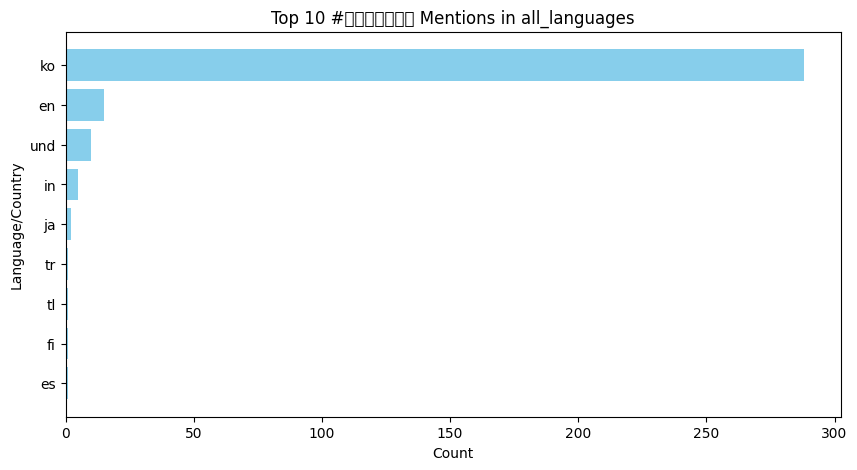 Top 10 # Mentions in all_languages
Language/Country
ko
en
und
in
ja
tr
tl
fi
es
0 50 100 150 200 250 300
Count